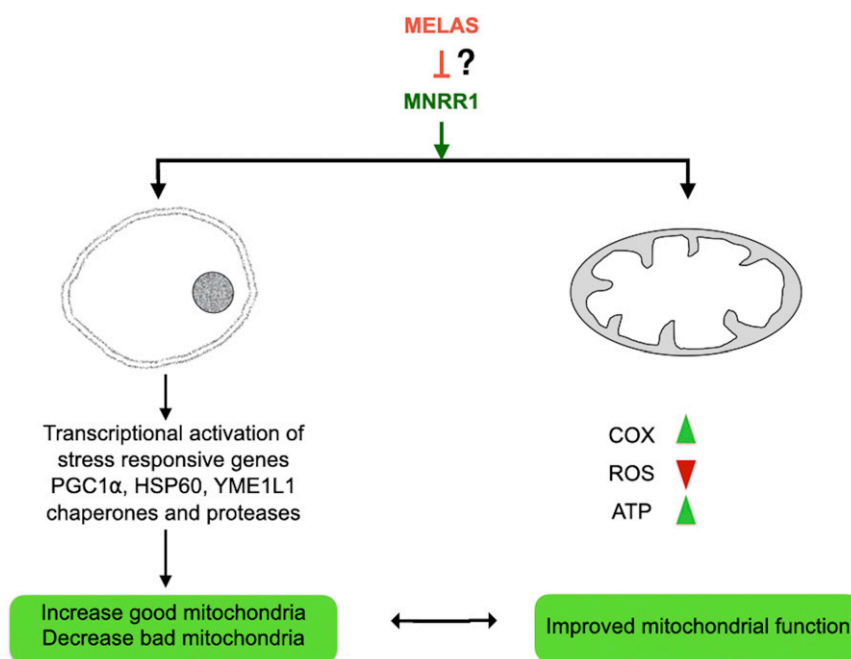 MELAS
?
MNRR1
Transcriptional activation of
stress responsive genes
PGC1α, HSP60, YME1L1
chaperones and proteases
COX
ROS
ATP
Increase good mitochondria
Decrease bad mitochondria
Improved mitochondrial function